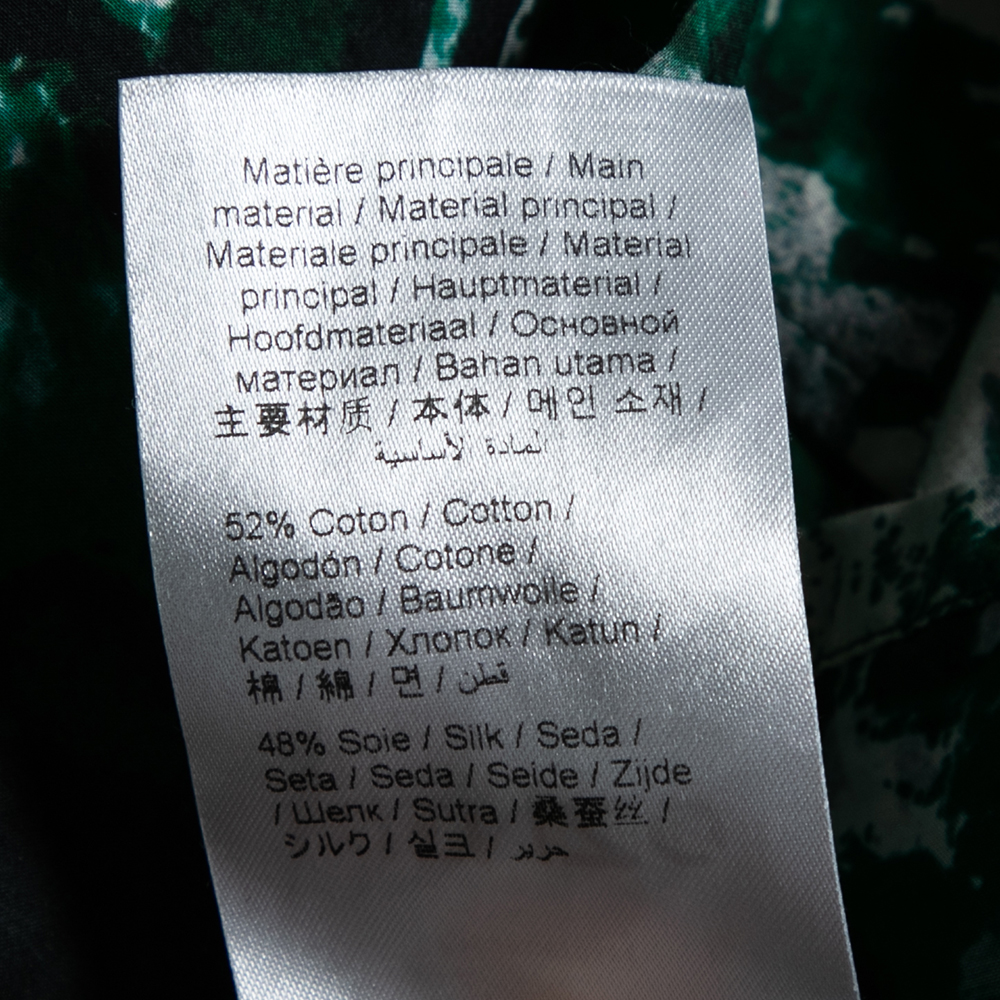 Matière principale / Main
material / Material principal /
Materiale principale / Material
principal / Hauptmaterial /
Hoofdmateriaal / Основной
материал / Bahan utama /
主要材质 / 本体 / 메인 소재 /
المادة الأساسية
52% Coton / Cotton /
Algodón / Cotone /
Algodão / Baumwolle /
Katoen / Хлопок / Katun /
棉 / 綿 / 면 / قطن
48% Soie / Silk / Seda /
Seta / Seda / Seide / Zijde
/ Шелк / Sutra / 桑蚕丝 /
シルク / 실크 / حرير